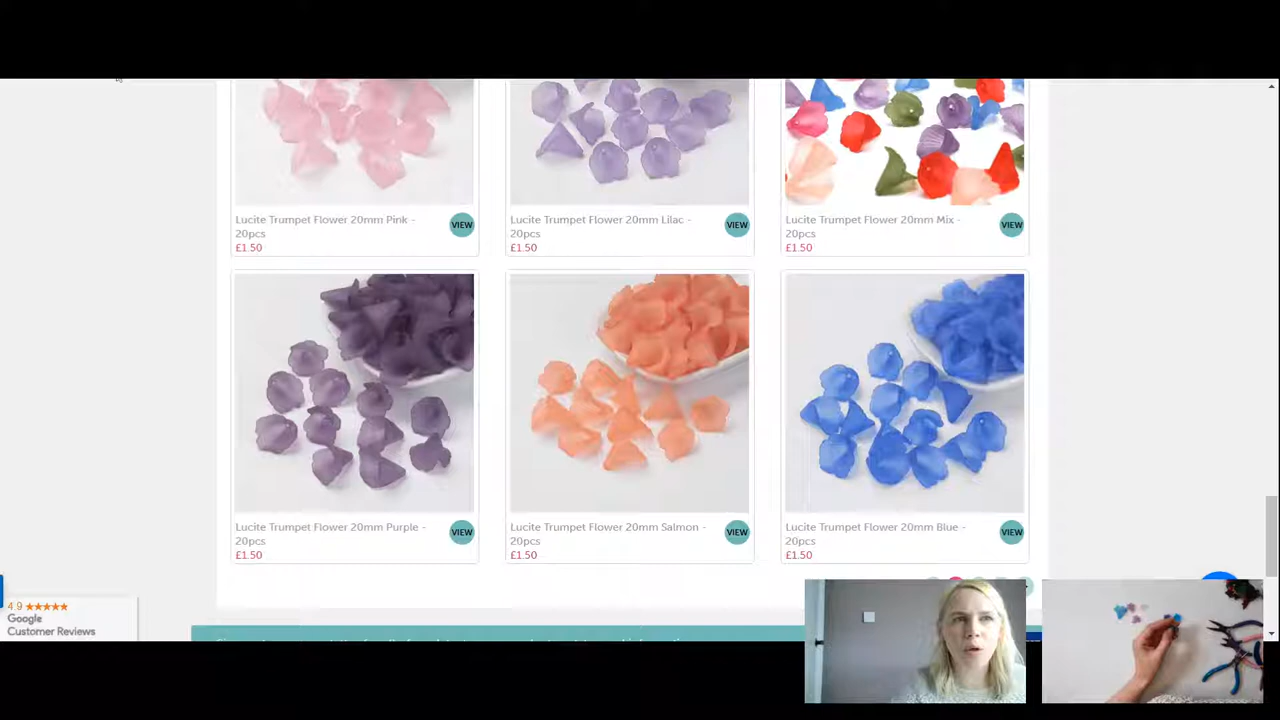 Lucite Trumpet Flower 20mm Pink -
20pcs
£1.50
VIEW
Lucite Trumpet Flower 20mm Lilac -
20pcs
£1.50
VIEW
Lucite Trumpet Flower 20mm Mix -
20pcs
£1.50
VIEW
Lucite Trumpet Flower 20mm Purple -
20pcs
£1.50
VIEW
Lucite Trumpet Flower 20mm Salmon -
20pcs
£1.50
VIEW
Lucite Trumpet Flower 20mm Blue -
20pcs
£1.50
VIEW
4.9 ★★★★★
Google
Customer Reviews